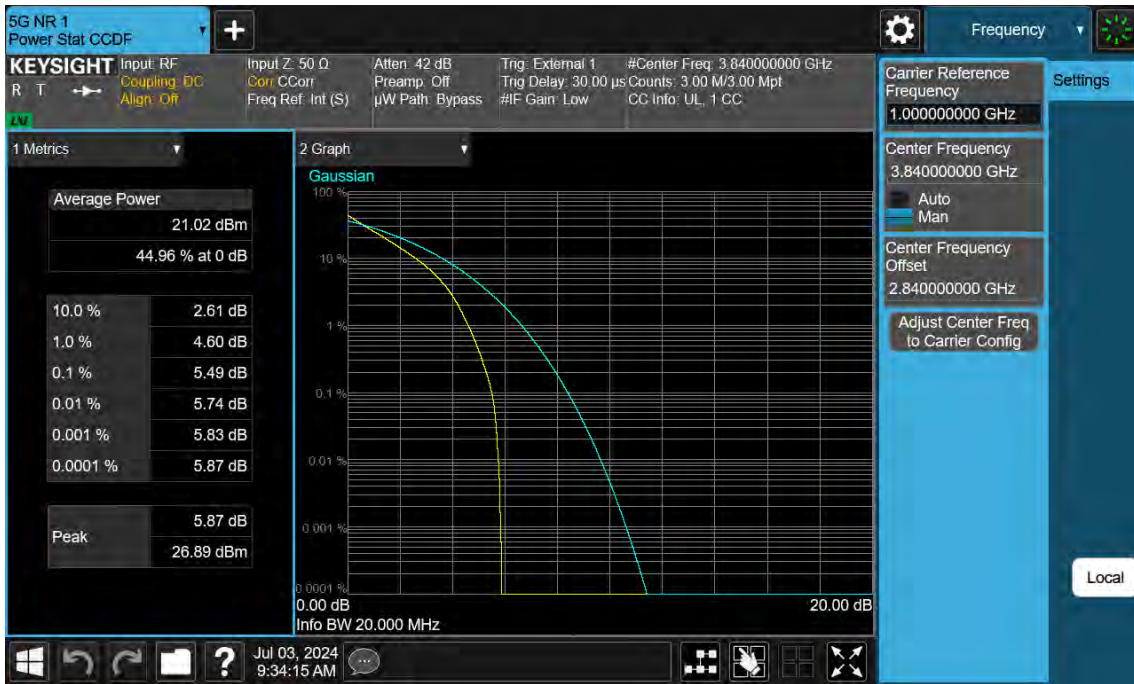 5G NR 1
Power Stat CCDF
Frequency
KEYSIGHT
R T
LNI
Input: RF
Coupling: DC
Align: Off
Input Z: 50 Ω
Corr CCorr
Freq Ref: Int (S)
Atten: 42 dB
Preamp: Off
µW Path: Bypass
Trig: External 1
Trig Delay: 30.00 µs
#IF Gain: Low
#Center Freq: 3.840000000 GHz
Counts: 3.00 M/3.00 Mpt
CC Info: UL, 1 CC
1 Metrics
Average Power
21.02 dBm
44.96 % at 0 dB
10.0 % 2.61 dB
1.0 % 4.60 dB
0.1 % 5.49 dB
0.01 % 5.74 dB
0.001 % 5.83 dB
0.0001 % 5.87 dB
Peak
5.87 dB
26.89 dBm
2 Graph
Gaussian
100 %
10 %
1 %
0.1 %
0.01 %
0.001 %
0.0001 %
0.00 dB 20.00 dB
Info BW 20.000 MHz
Carrier Reference
Frequency
1.000000000 GHz
Center Frequency
3.840000000 GHz
Auto
Man
Center Frequency
Offset
2.840000000 GHz
Adjust Center Freq
to Carrier Config
Settings
Local
Jul 03, 2024
9:34:15 AM